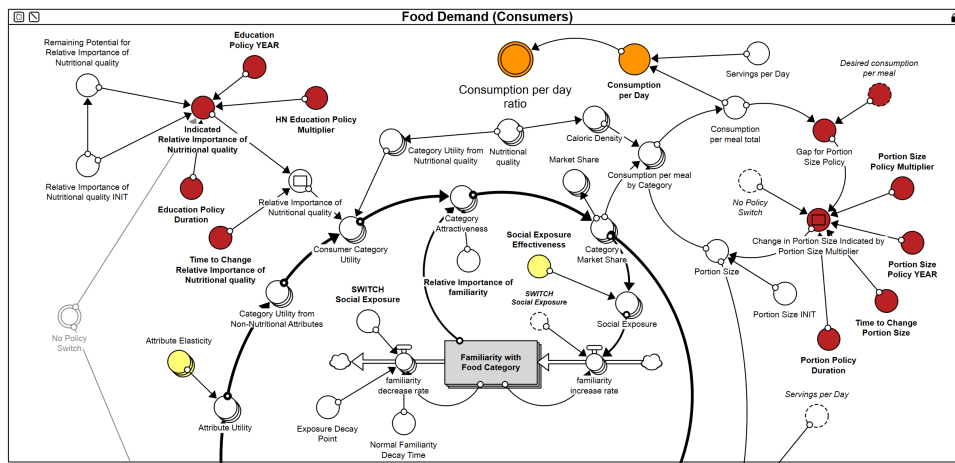 Food Demand (Consumers)
Remaining Potential for
Relative Importance of
Nutritional quality
Education
Policy YEAR
HN Education Policy
Multiplier
Indicated
Relative Importance of
Nutritional quality
Relative Importance of
Nutritional quality INIT
Education Policy
Duration
Relative Importance of
Nutritional quality
Time to Change
Relative Importance of
Nutritional quality
Category Utility from
Nutritional quality
Nutritional
quality
Caloric Density
Consumption per day
ratio
Consumption
per Day
Servings per Day
Desired consumption
per meal
Consumption
per meal total
Gap for Portion
Size Policy
Market Share
Consumption per meal
by Category
Portion Size
Policy Multiplier
No Policy
Switch
Change in Portion Size Indicated by
Portion Size Multiplier
Portion Size
Policy YEAR
Portion Size
Portion Size INIT
Time to Change
Portion Size
Portion Policy
Duration
Servings per Day
Category
Attractiveness
Consumer Category
Utility
Social Exposure
Effectiveness
Category
Market Share
Relative Importance of
familiarity
SWITCH
Social Exposure
SWITCH
Social Exposure
Social Exposure
Category Utility from
Non-Nutritional Attributes
No Policy
Switch
Attribute Elasticity
Attribute Utility
Familiarity with
Food Category
familiarity
decrease rate
familiarity
increase rate
Exposure Decay
Point
Normal Familiarity
Decay Time